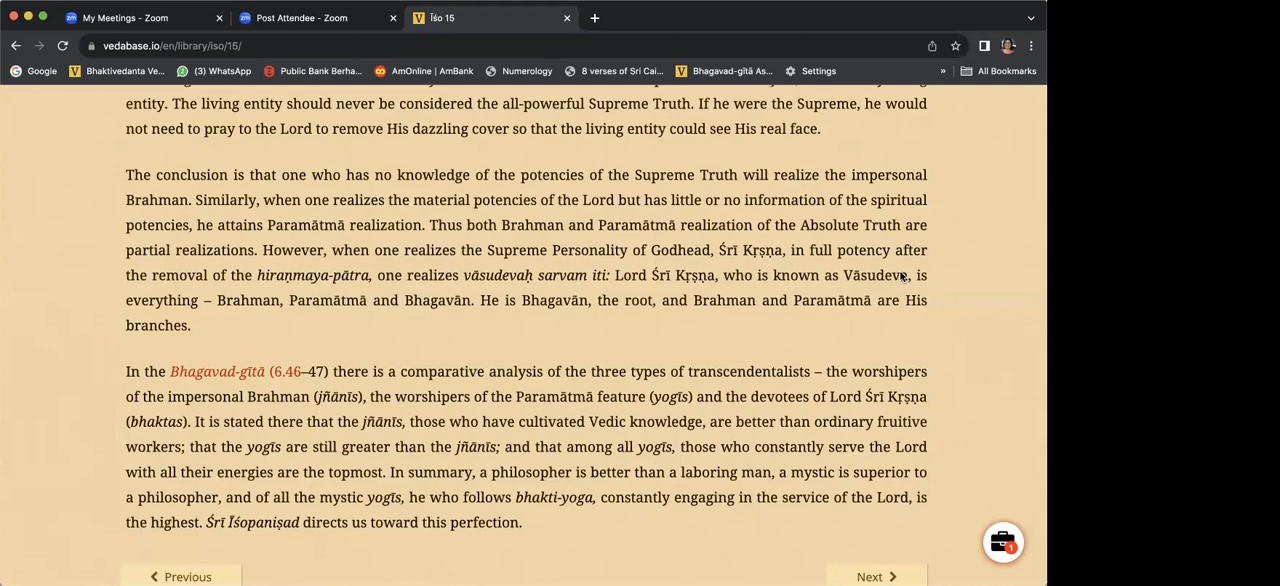 My Meetings - Zoom
Post Attendee - Zoom
Īśo 15
vedabase.io/en/library/iso/15/
Google
Bhaktivedanta Ve...
(3) WhatsApp
Public Bank Berha...
AmOnline | AmBank
Numerology
8 verses of Sri Cai...
Bhagavad-gītā As...
Settings
»
All Bookmarks
entity. The living entity should never be considered the all-powerful Supreme Truth. If he were the Supreme, he would
not need to pray to the Lord to remove His dazzling cover so that the living entity could see His real face.
The conclusion is that one who has no knowledge of the potencies of the Supreme Truth will realize the impersonal
Brahman. Similarly, when one realizes the material potencies of the Lord but has little or no information of the spiritual
potencies, he attains Paramātmā realization. Thus both Brahman and Paramātmā realization of the Absolute Truth are
partial realizations. However, when one realizes the Supreme Personality of Godhead, Śrī Kṛṣṇa, in full potency after
the removal of the hiraṇmaya-pātra, one realizes vāsudevaḥ sarvam iti: Lord Śrī Kṛṣṇa, who is known as Vāsudeva, is
everything – Brahman, Paramātmā and Bhagavān. He is Bhagavān, the root, and Brahman and Paramātmā are His
branches.
In the Bhagavad-gītā (6.46–47) there is a comparative analysis of the three types of transcendentalists – the worshipers
of the impersonal Brahman (jñānīs), the worshipers of the Paramātmā feature (yogīs) and the devotees of Lord Śrī Kṛṣṇa
(bhaktas). It is stated there that the jñānīs, those who have cultivated Vedic knowledge, are better than ordinary fruitive
workers; that the yogīs are still greater than the jñānīs; and that among all yogīs, those who constantly serve the Lord
with all their energies are the topmost. In summary, a philosopher is better than a laboring man, a mystic is superior to
a philosopher, and of all the mystic yogīs, he who follows bhakti-yoga, constantly engaging in the service of the Lord, is
the highest. Śrī Īśopaniṣad directs us toward this perfection.
1
Previous
Next